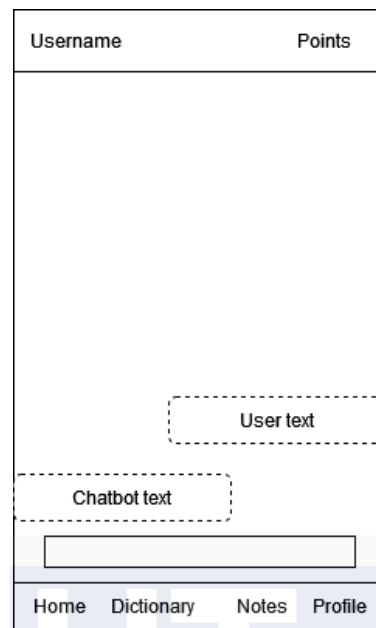 Username Points
User text
Chatbot text
Home Dictionary Notes Profile